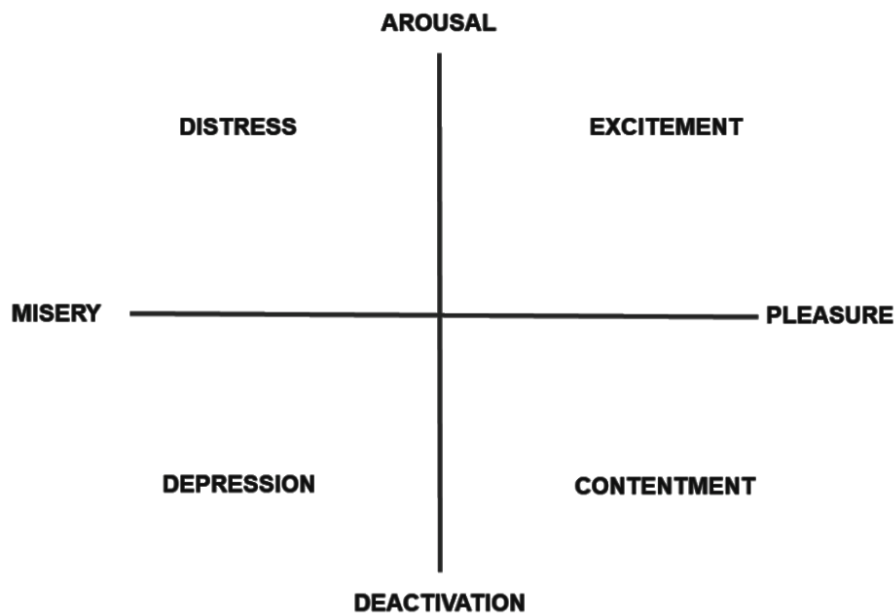 AROUSAL
DISTRESS
EXCITEMENT
MISERY
PLEASURE
DEPRESSION
CONTENTMENT
DEACTIVATION